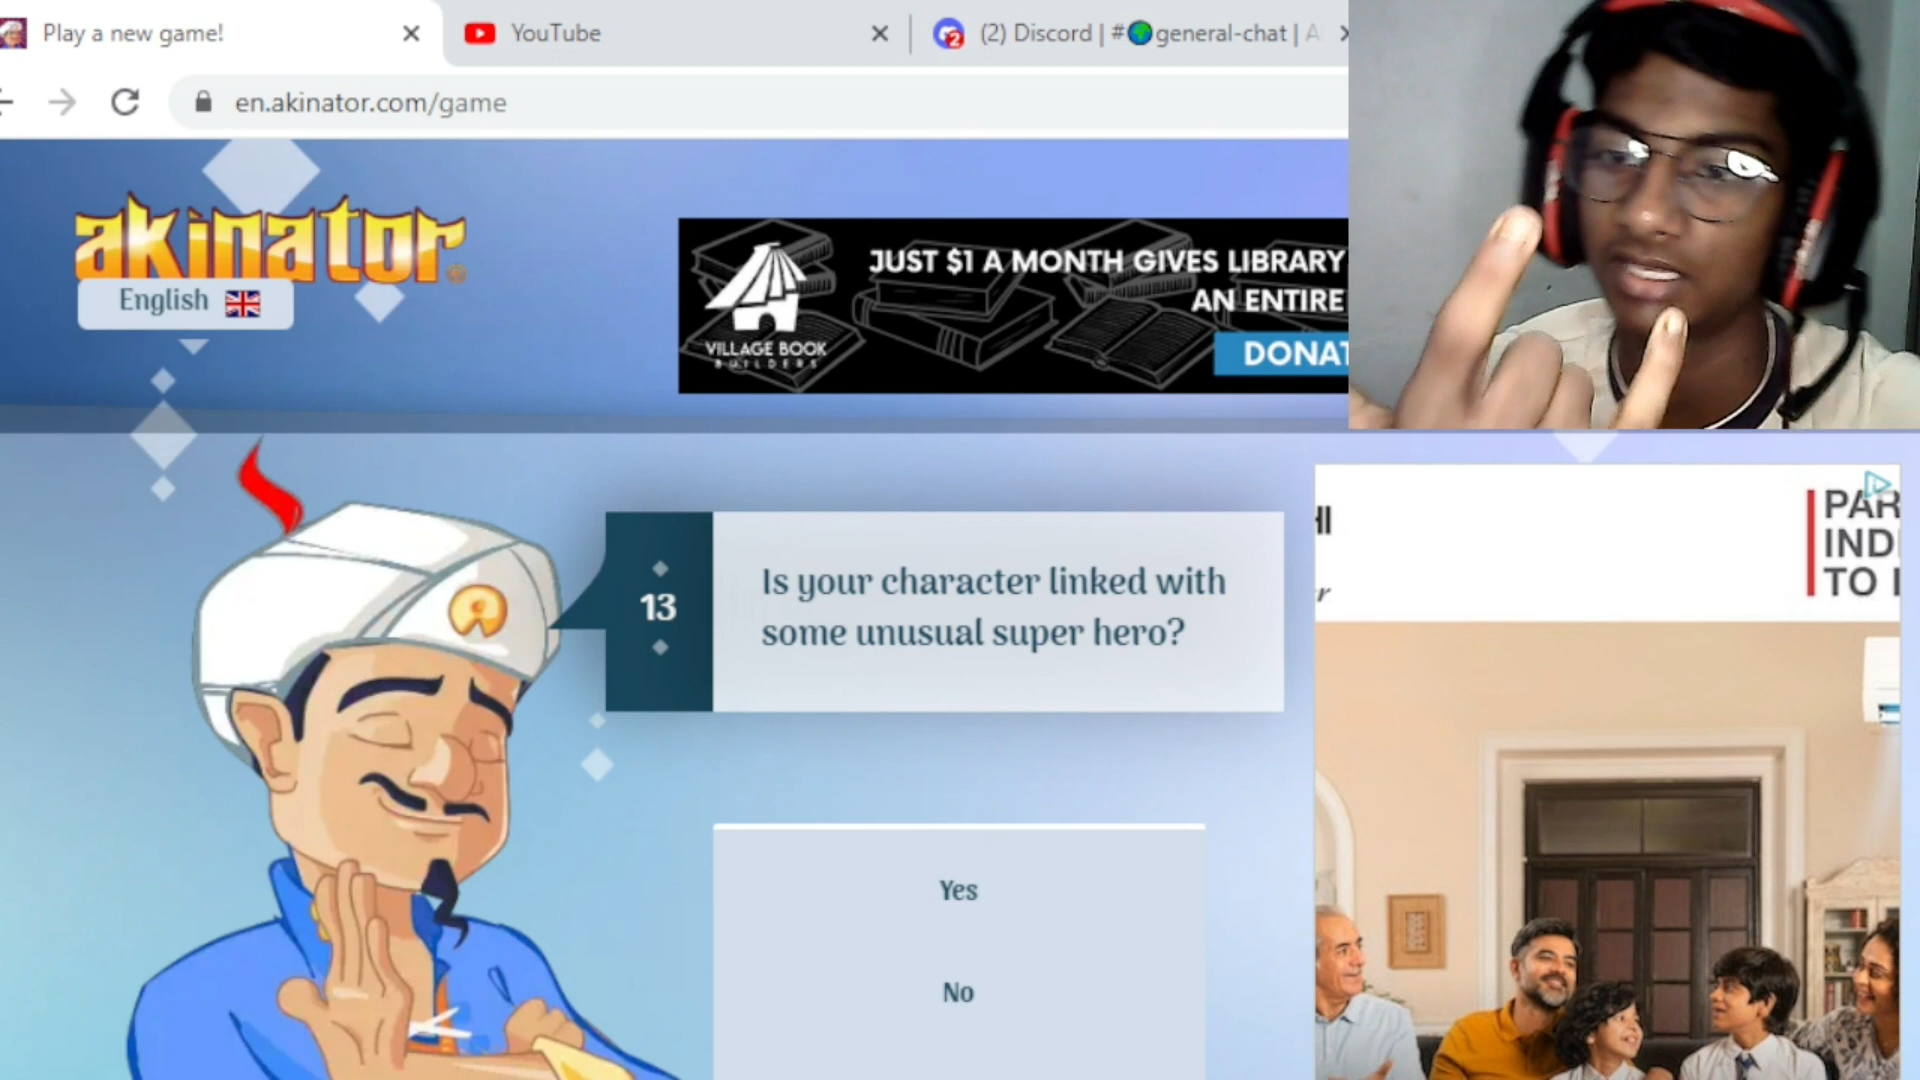 Play a new game!
YouTube
(2) Discord | #🌍general-chat | A
en.akinator.com/game
akinator
English
JUST $1 A MONTH GIVES LIBRARY
AN ENTIRE
VILLAGE BOOK
BUILDERS
DONAT
13
Is your character linked with
some unusual super hero?
Yes
No
HI
r
PAR
IND
TO I